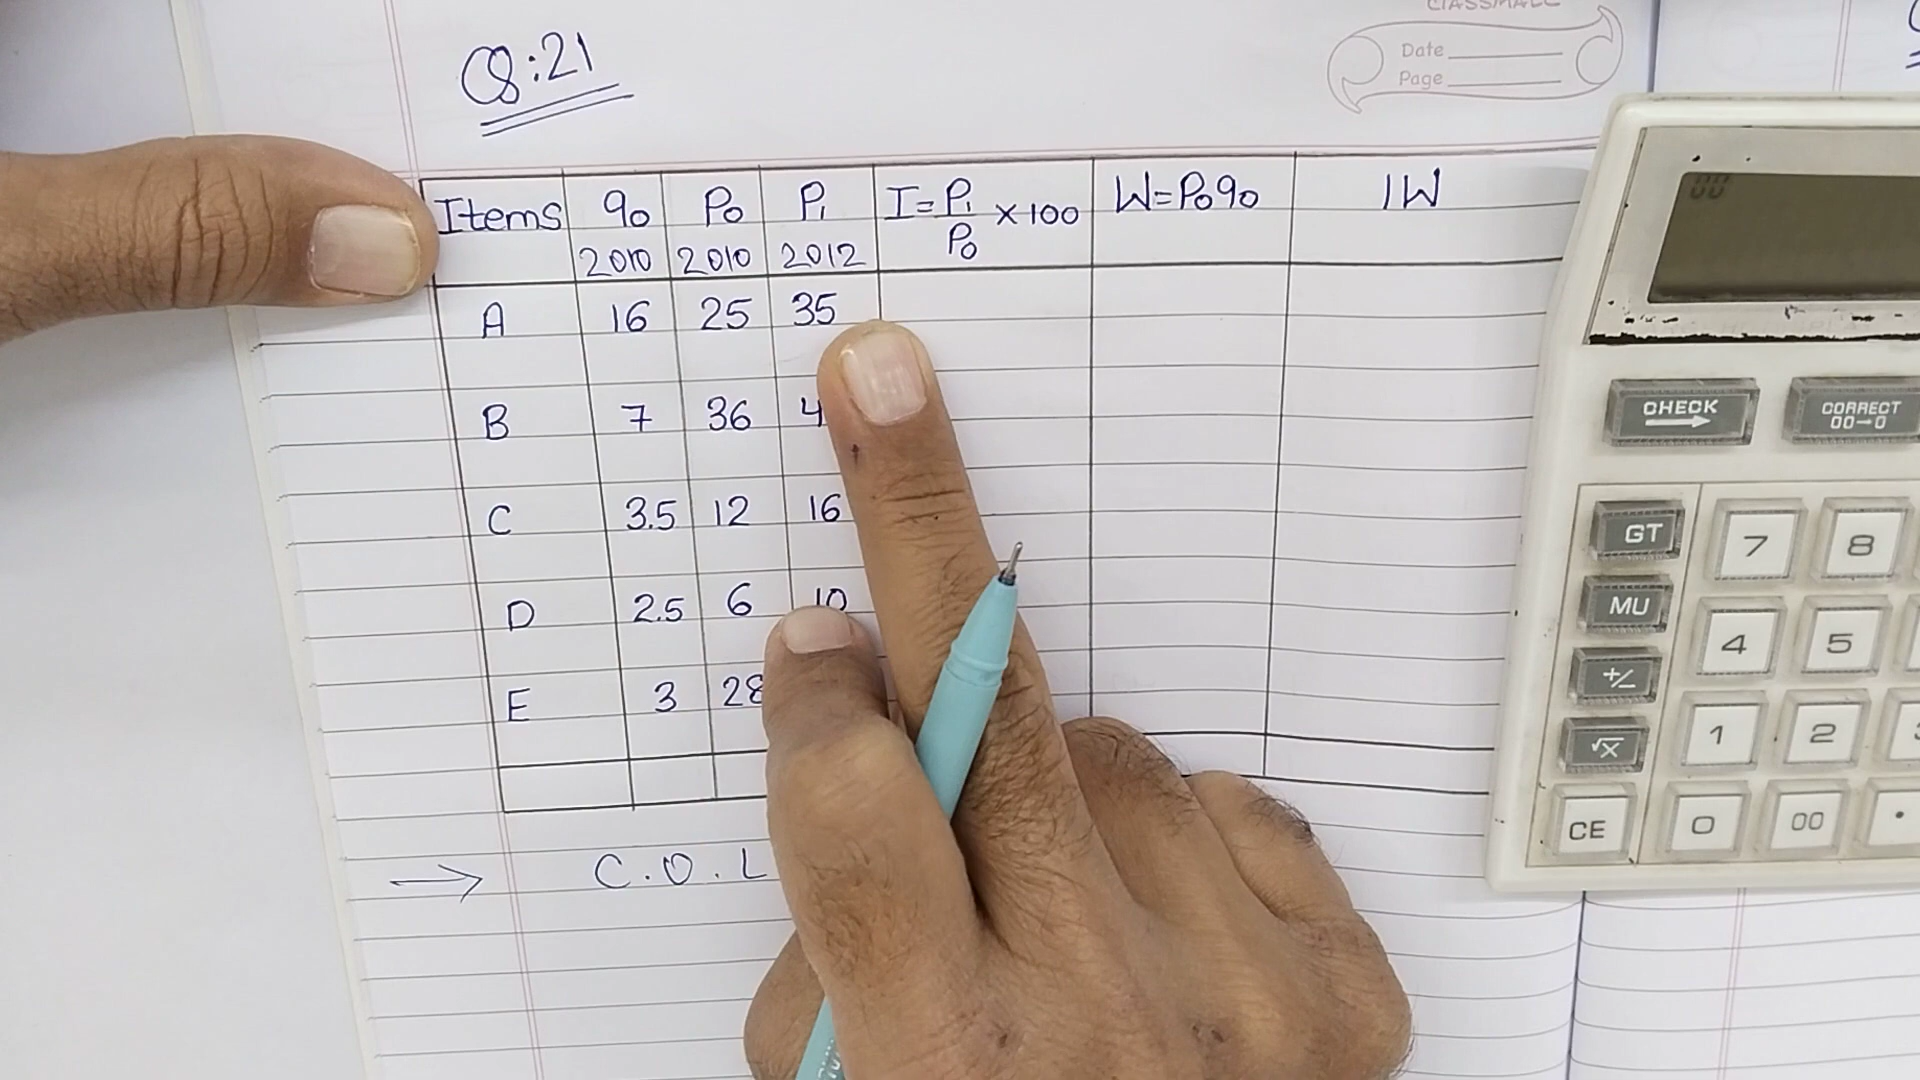 Q:21
Date
Page
Items q₀ P₀ P₁ I=P₁/P₀ × 100 W=P₀q₀ IW
2010 2010 2012
A 16 25 35
B 7 36
C 3.5 12 16
D 2.5 6 10
E 3 28
→ C.O.L
CHECK
CORRECT
00→0
GT 7 8
MU 4 5
+/- 1 2
√x
CE 0 00 .